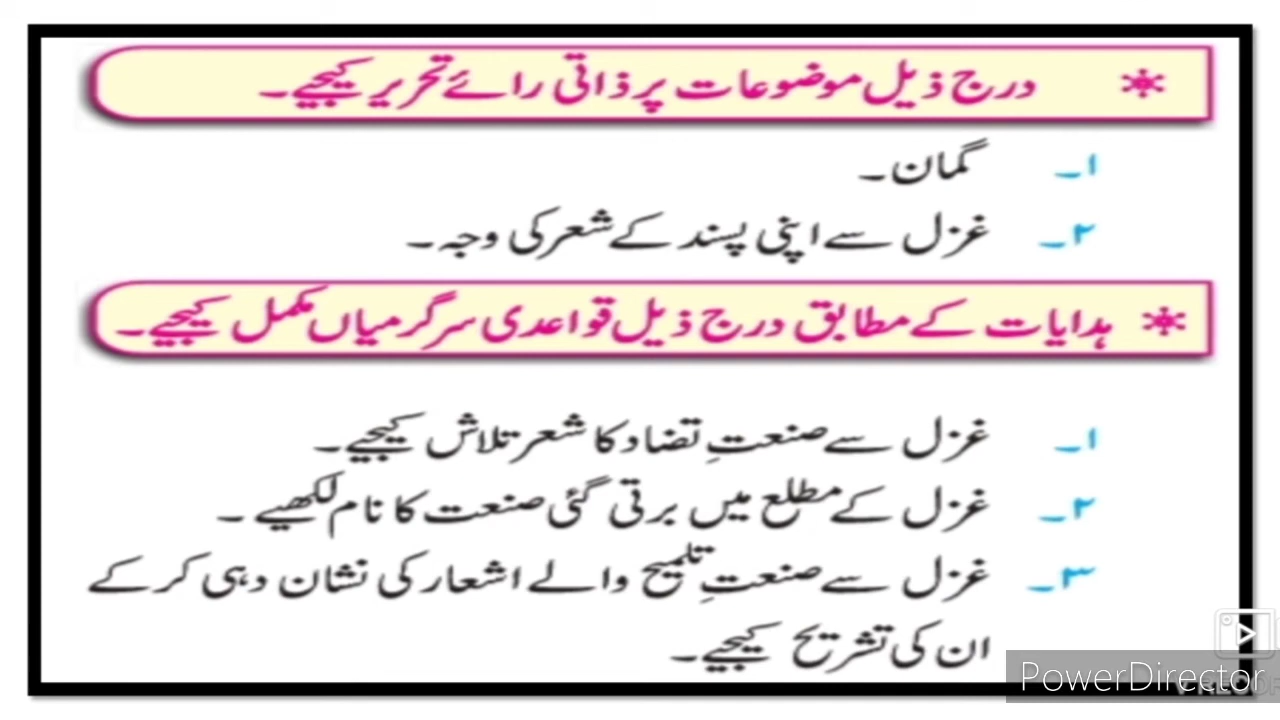 * درج ذیل موضوعات پر ذاتی رائے تحریر کیجیے۔
۱۔ گمان۔
۲۔ غزل سے اپنی پسند کے شعر کی وجہ۔
* ہدایات کے مطابق درج ذیل قواعدی سرگرمیاں مکمل کیجیے۔
۱۔ غزل سے صنعتِ تضاد کا شعر تلاش کیجیے۔
۲۔ غزل کے مطلع میں برتی گئی صنعت کا نام لکھیے۔
۳۔ غزل سے صنعتِ تلمیح والے اشعار کی نشان دہی کر کے
ان کی تشریح کیجیے۔
PowerDirector